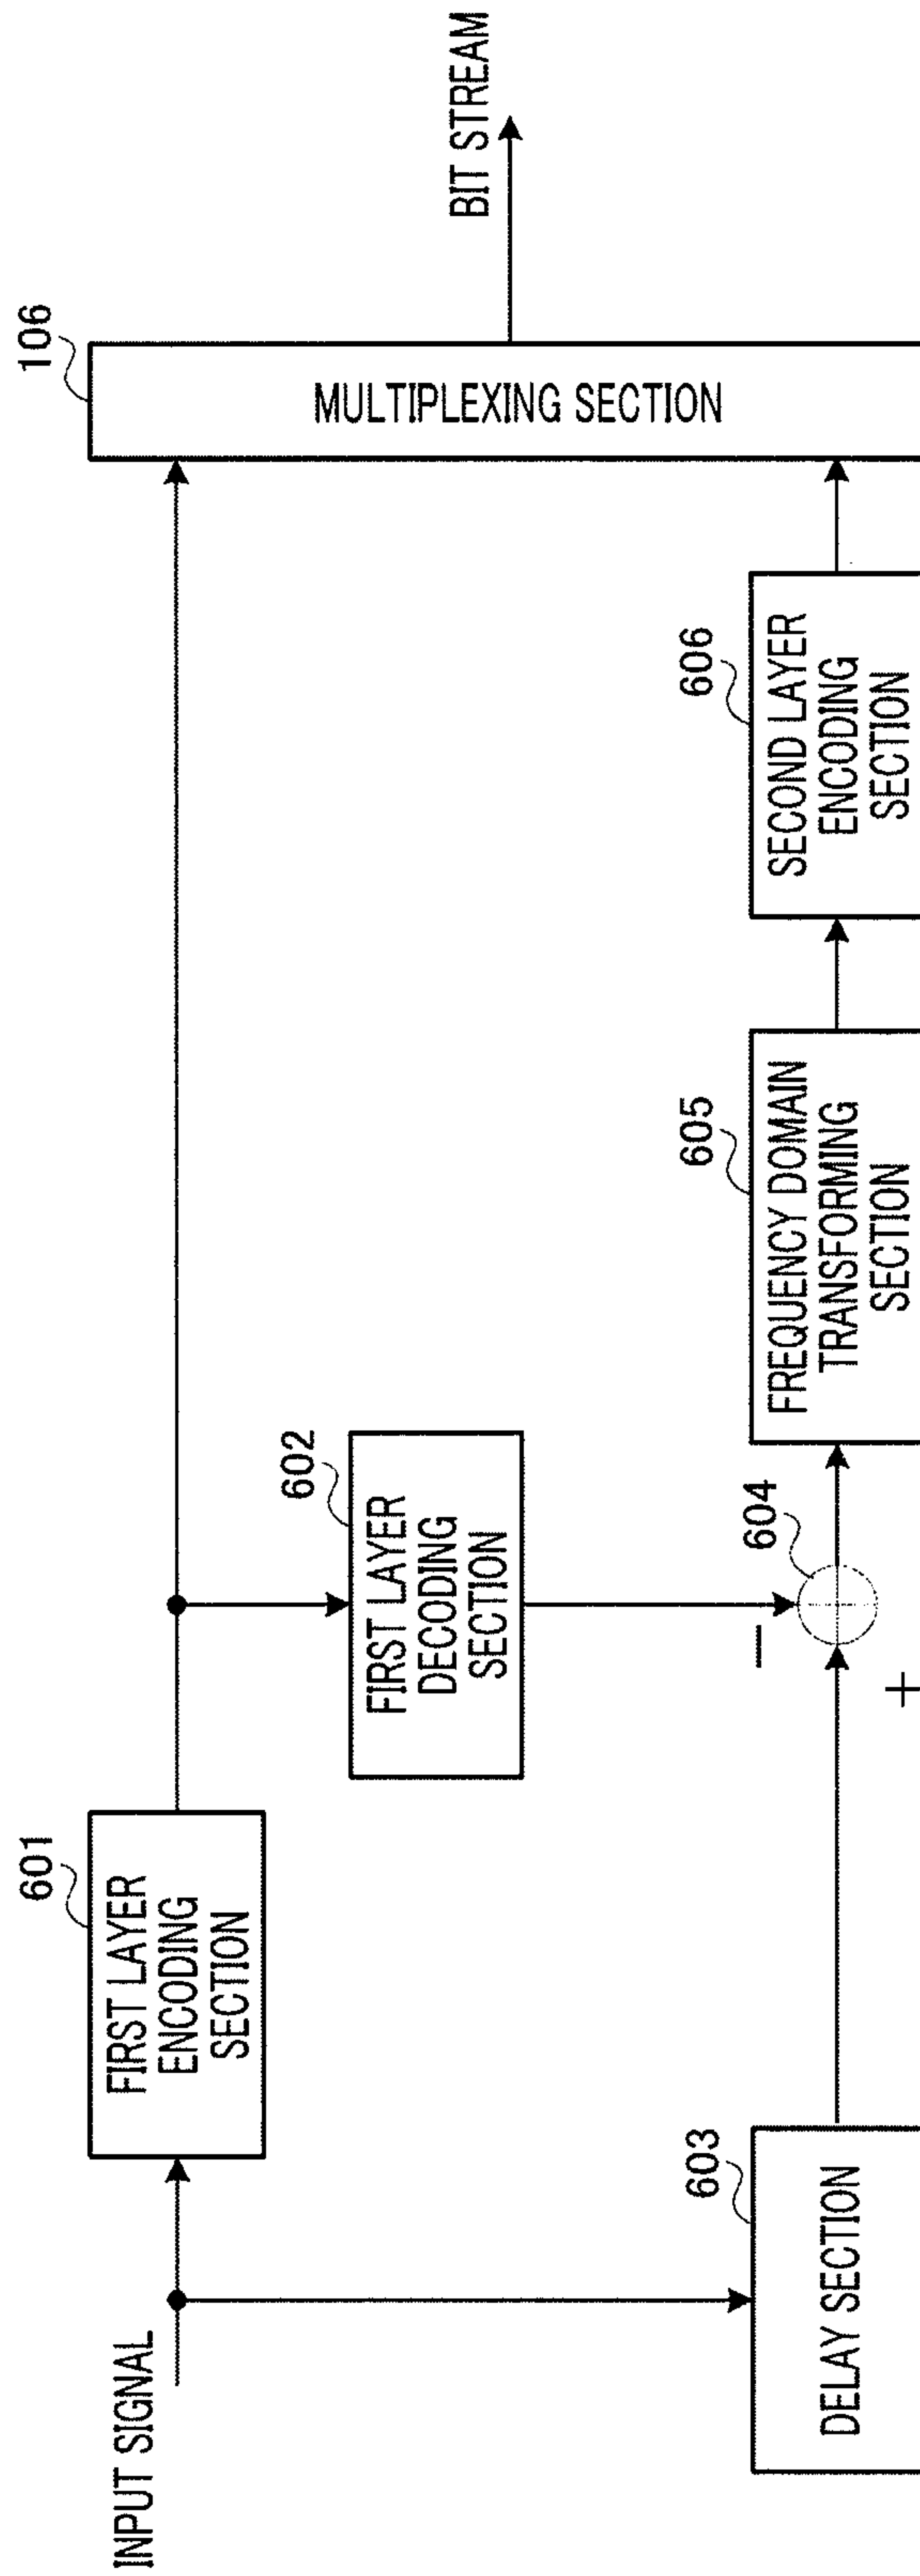 INPUT SIGNAL
601
FIRST LAYER
ENCODING
SECTION
602
FIRST LAYER
DECODING
SECTION
603
DELAY SECTION
604
−
+
605
FREQUENCY DOMAIN
TRANSFORMING
SECTION
606
SECOND LAYER
ENCODING
SECTION
106
MULTIPLEXING SECTION
BIT STREAM